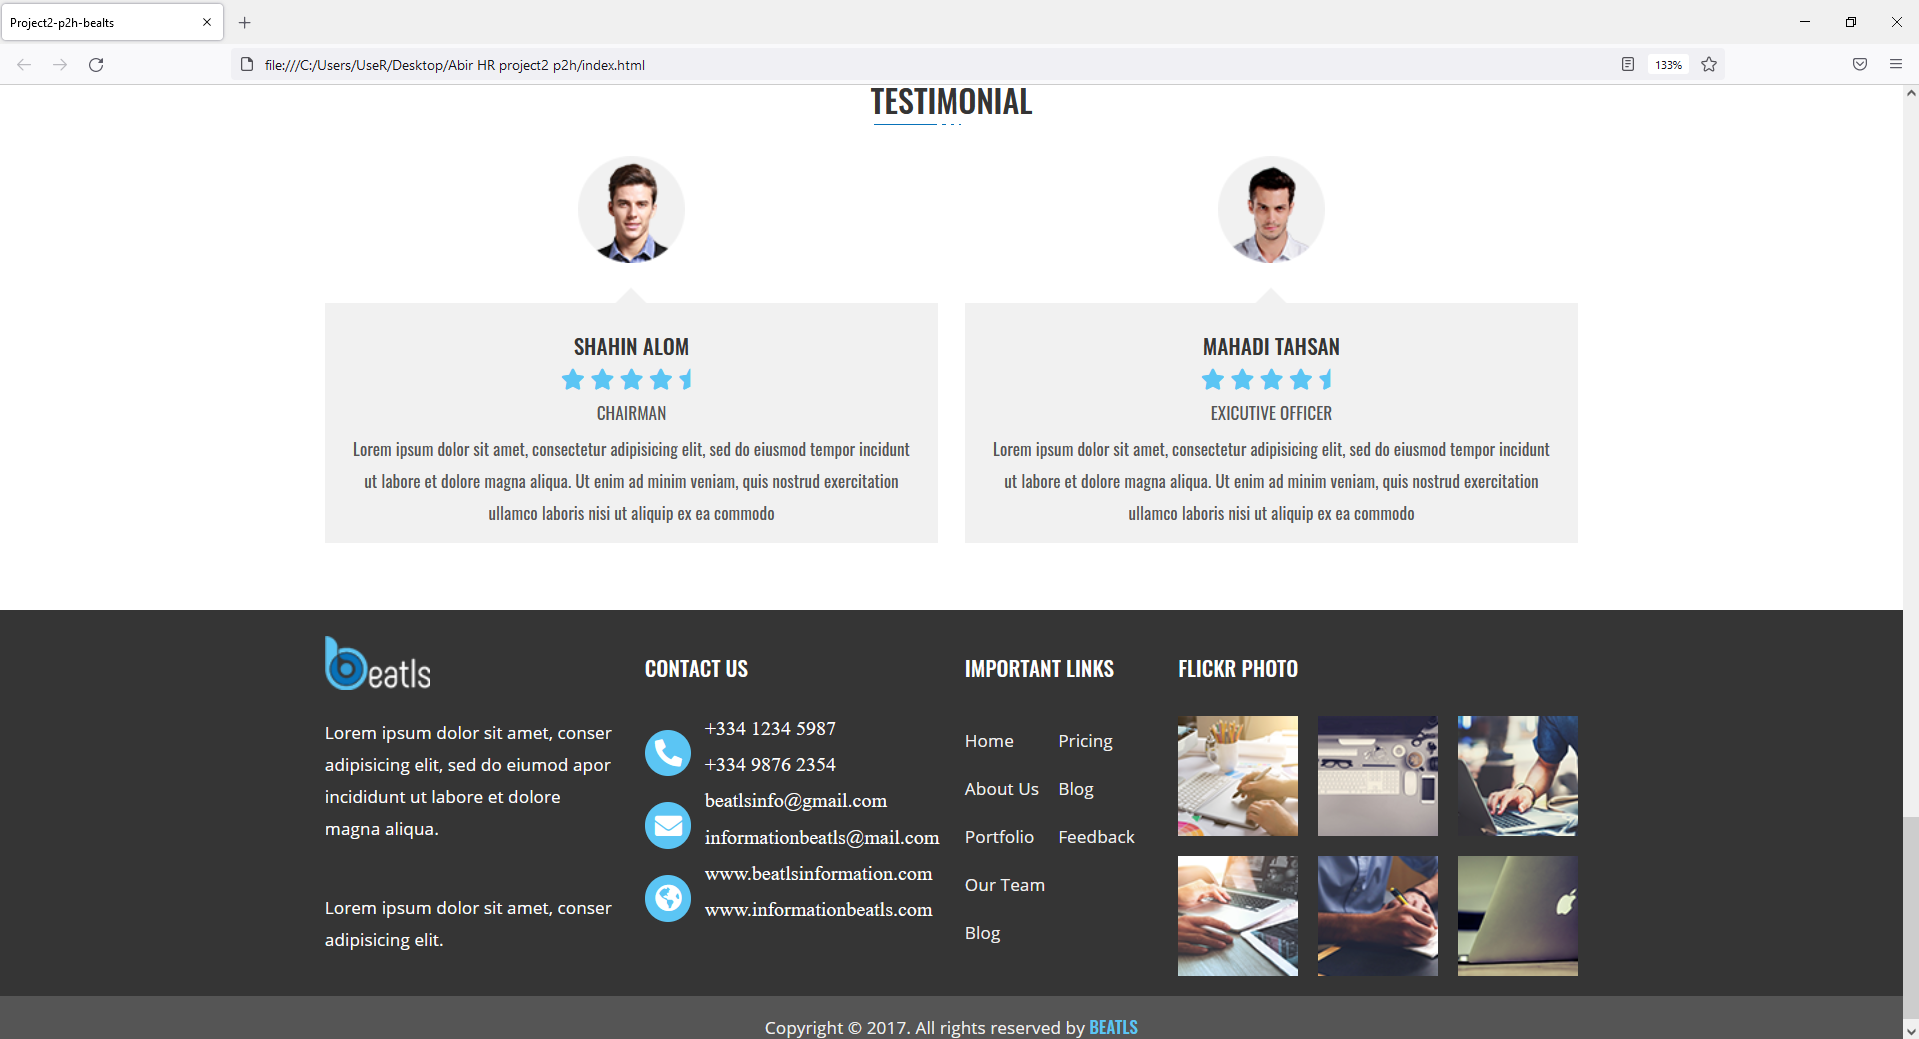 Project2-p2h-bealts
file:///C:/Users/UseR/Desktop/Abir HR project2 p2h/index.html
133%
TESTIMONIAL
SHAHIN ALOM
CHAIRMAN
Lorem ipsum dolor sit amet, consectetur adipisicing elit, sed do eiusmod tempor incidunt
ut labore et dolore magna aliqua. Ut enim ad minim veniam, quis nostrud exercitation
ullamco laboris nisi ut aliquip ex ea commodo
MAHADI TAHSAN
EXICUTIVE OFFICER
Lorem ipsum dolor sit amet, consectetur adipisicing elit, sed do eiusmod tempor incidunt
ut labore et dolore magna aliqua. Ut enim ad minim veniam, quis nostrud exercitation
ullamco laboris nisi ut aliquip ex ea commodo
beatls
Lorem ipsum dolor sit amet, conser
adipisicing elit, sed do eiumod apor
incididunt ut labore et dolore
magna aliqua.
Lorem ipsum dolor sit amet, conser
adipisicing elit.
CONTACT US
+334 1234 5987
+334 9876 2354
beatlsinfo@gmail.com
informationbeatls@mail.com
www.beatlsinformation.com
www.informationbeatls.com
IMPORTANT LINKS
Home
About Us
Portfolio
Our Team
Blog
Pricing
Blog
Feedback
FLICKR PHOTO
Copyright © 2017. All rights reserved by BEATLS